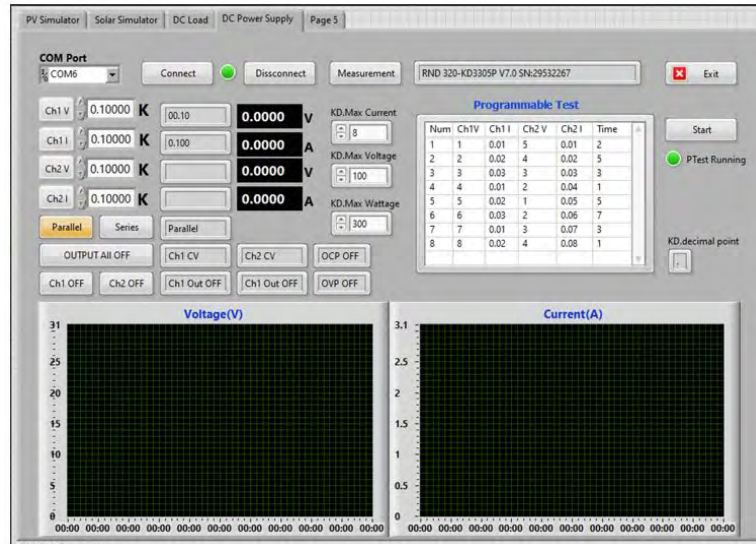 PV Simulator Solar Simulator DC Load DC Power Supply Page 5
COM Port
COM6 Connect Dissconnect Measurement RND 320-KD3305P V7.0 SN:29532267 Exit
Ch1 V 0.10000 K 00.10 0.0000 V
Ch1 I 0.10000 K 0.100 0.0000 A
Ch2 V 0.10000 K 0.0000 V
Ch2 I 0.10000 K 0.0000 A
KD.Max Current
8
KD.Max Voltage
100
KD.Max Wattage
300
Programmable Test
Num Ch1V Ch1 I Ch2 V Ch2 I Time
1 1 0.01 5 0.01 2
2 2 0.02 4 0.02 5
3 3 0.03 3 0.03 3
4 4 0.01 2 0.04 1
5 5 0.02 1 0.05 5
6 6 0.03 2 0.06 7
7 7 0.01 3 0.07 3
8 8 0.02 4 0.08 1
Start
PTest Running
KD.decimal point
.
Parallel Series Parallel
OUTPUT All OFF Ch1 CV Ch2 CV OCP OFF
Ch1 OFF Ch2 OFF Ch1 Out OFF Ch1 Out OFF OVP OFF
Voltage(V)
31
25
20
15
10
5
0
00:00 00:00 00:00 00:00 00:00 00:00 00:00 00:00 00:00 00:00 00:00
Current(A)
3.1
2.5
2
1.5
1
0.5
0
00:00 00:00 00:00 00:00 00:00 00:00 00:00 00:00 00:00 00:00 00:00